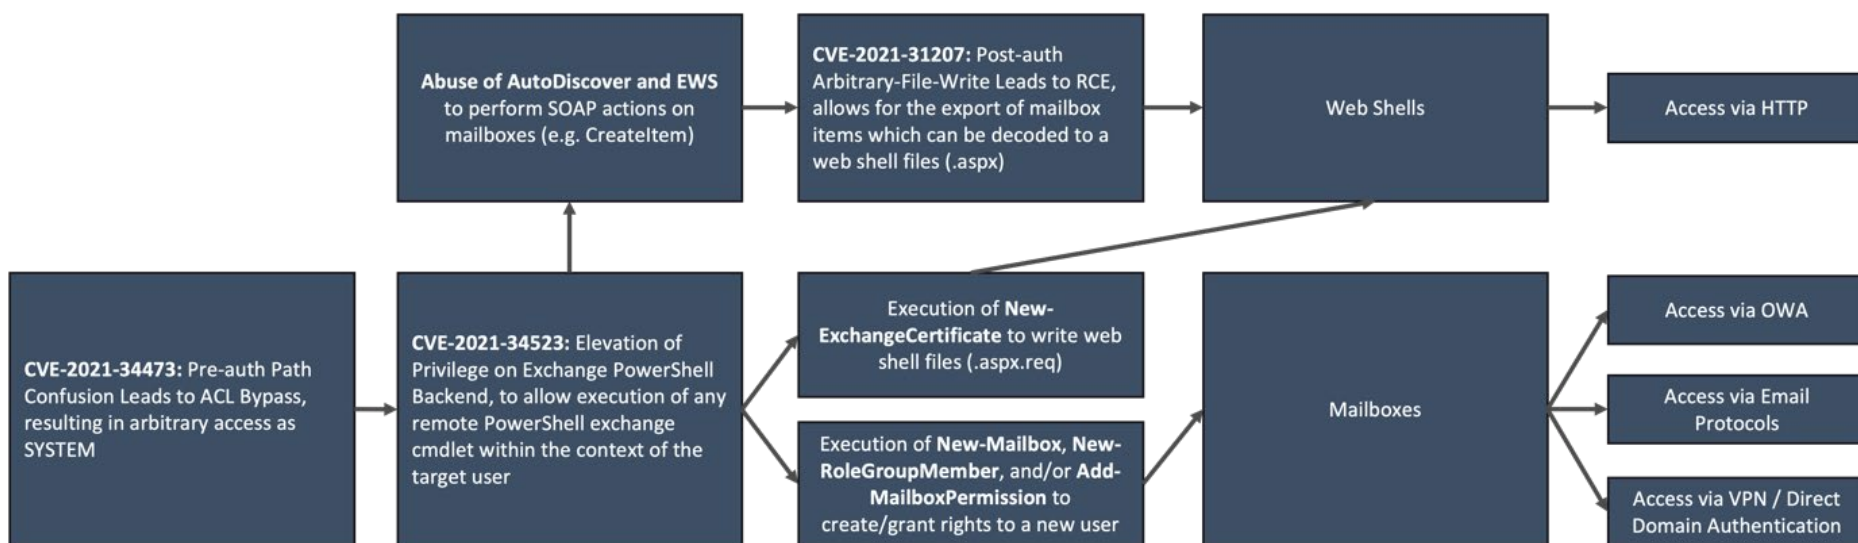 Abuse of AutoDiscover and EWS
to perform SOAP actions on
mailboxes (e.g. CreateItem)
CVE-2021-31207: Post-auth
Arbitrary-File-Write Leads to RCE,
allows for the export of mailbox
items which can be decoded to a
web shell files (.aspx)
Web Shells
Access via HTTP
CVE-2021-34473: Pre-auth Path
Confusion Leads to ACL Bypass,
resulting in arbitrary access as
SYSTEM
CVE-2021-34523: Elevation of
Privilege on Exchange PowerShell
Backend, to allow execution of any
remote PowerShell exchange
cmdlet within the context of the
target user
Execution of New-
ExchangeCertificate to write web
shell files (.aspx.req)
Execution of New-Mailbox, New-
RoleGroupMember, and/or Add-
MailboxPermission to
create/grant rights to a new user
Mailboxes
Access via OWA
Access via Email
Protocols
Access via VPN / Direct
Domain Authentication